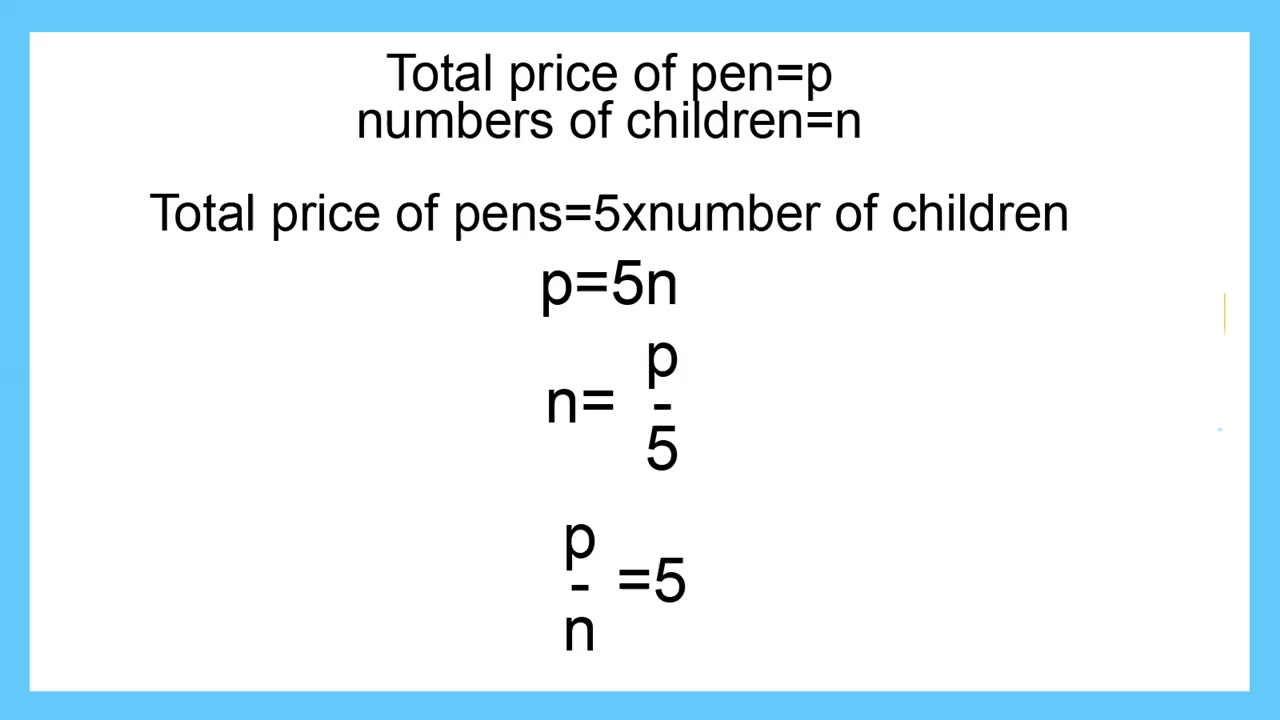 Total price of pen=p
numbers of children=n
Total price of pens=5xnumber of children
p=5n
n= p
-
5
p
- =5
n